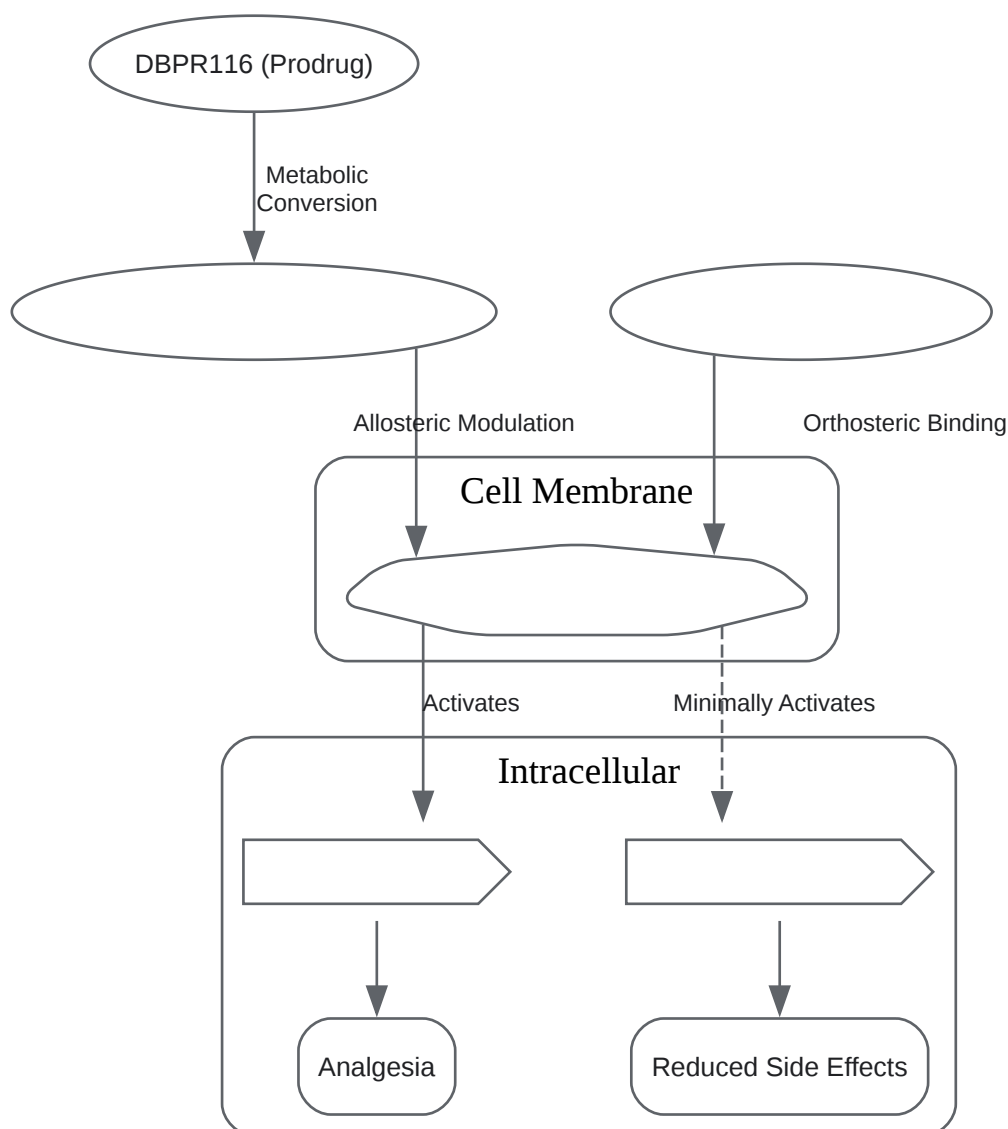 DBPR116 (Prodrug)
Metabolic
Conversion
Allosteric Modulation
Orthosteric Binding
Cell Membrane
Activates
Minimally Activates
Intracellular
Analgesia
Reduced Side Effects